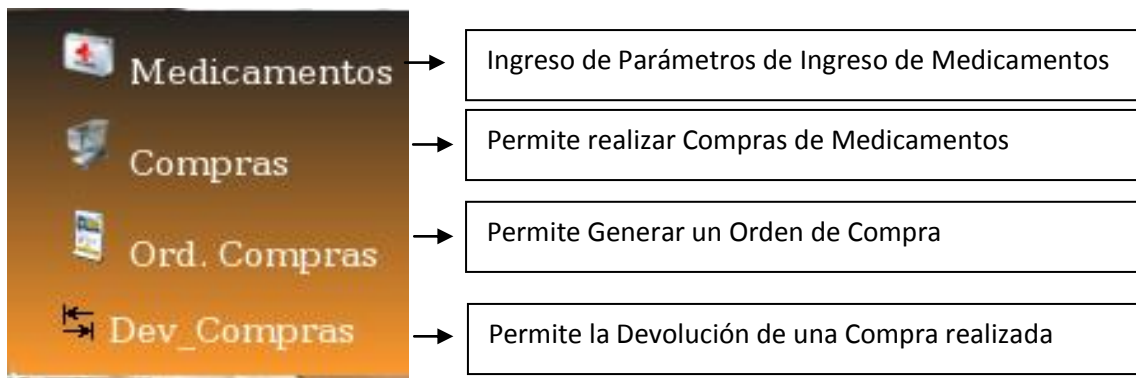 Medicamentos
Ingreso de Parámetros de Ingreso de Medicamentos
Compras
Permite realizar Compras de Medicamentos
Ord. Compras
Permite Generar un Orden de Compra
Dev_Compras
Permite la Devolución de una Compra realizada